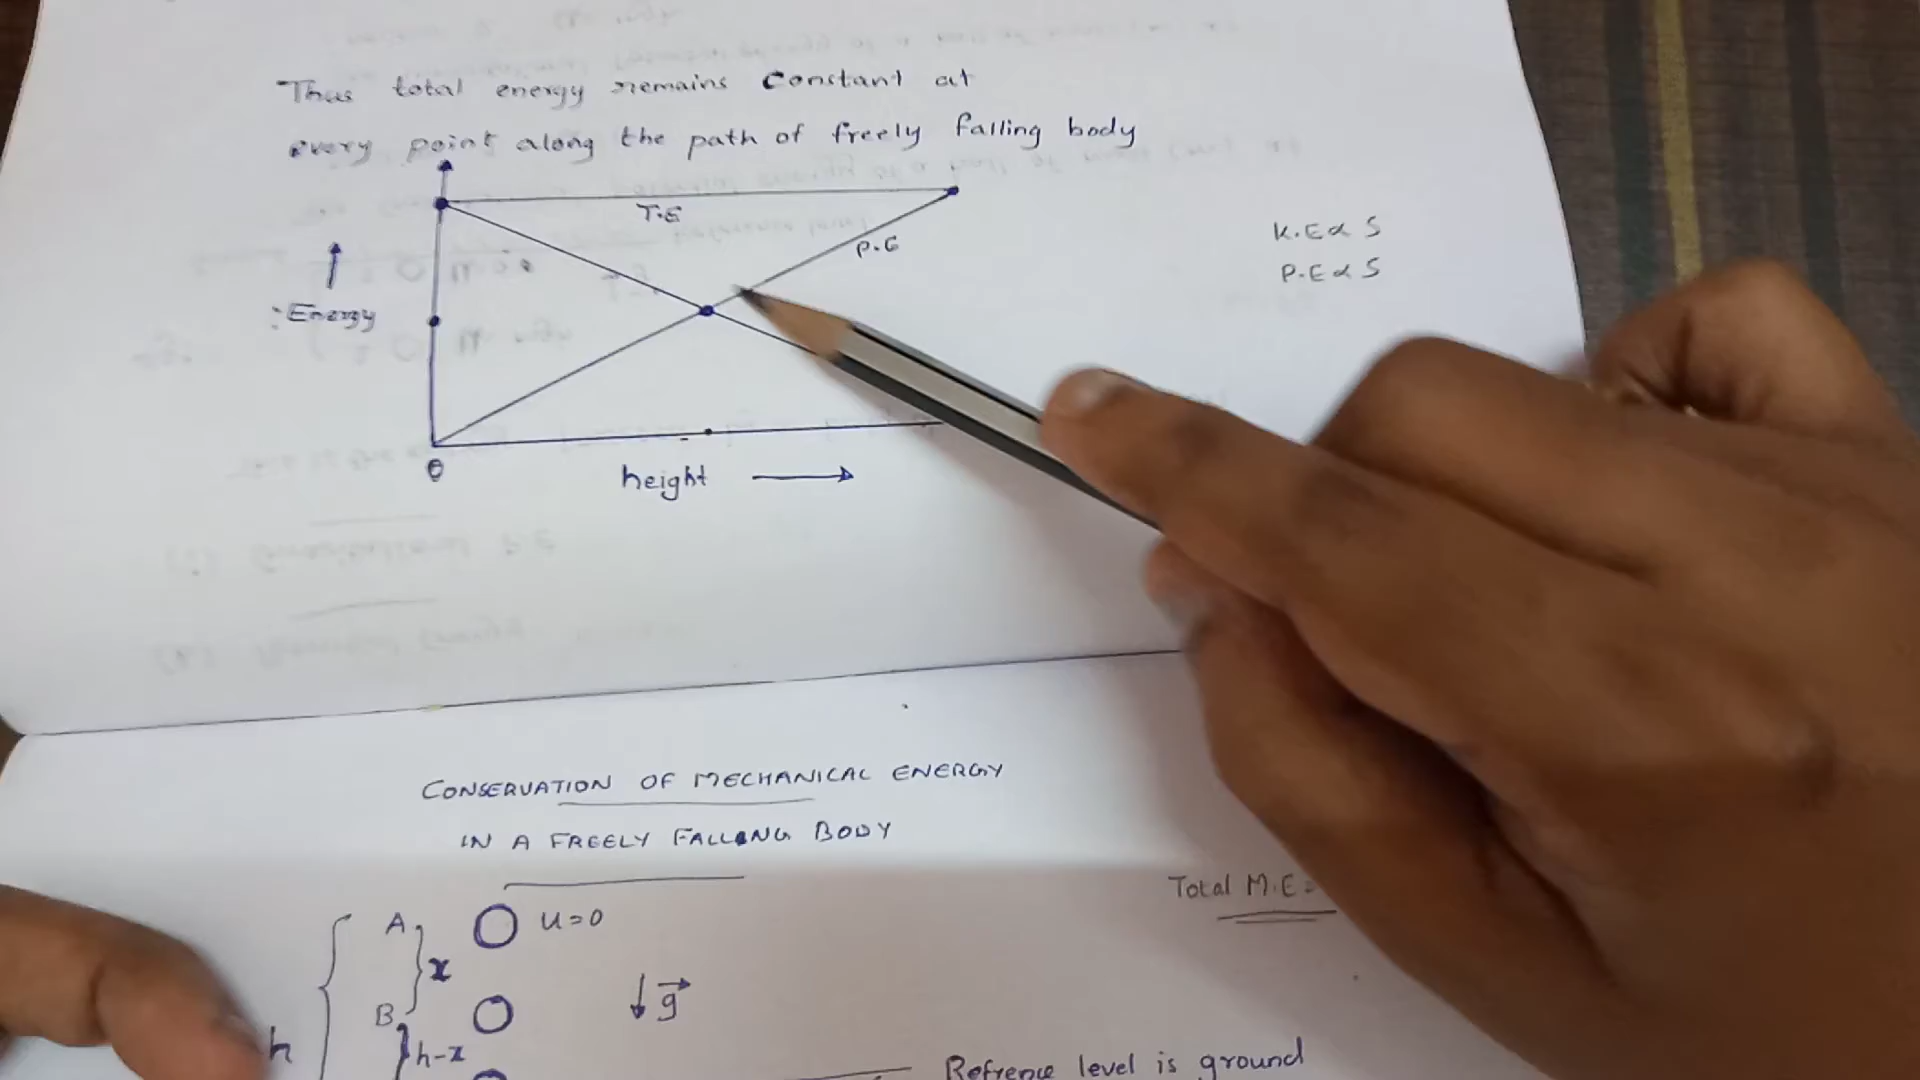 Thus total energy remains constant at
every point along the path of freely falling body
T.E
P.E
K.E∝ S
P.E∝ S
Energy
0
height
CONSERVATION OF MECHANICAL ENERGY
IN A FREELY FALLING BODY
Total M.E =
A
u=0
x
B
g
h
h-x
Refrence level is ground